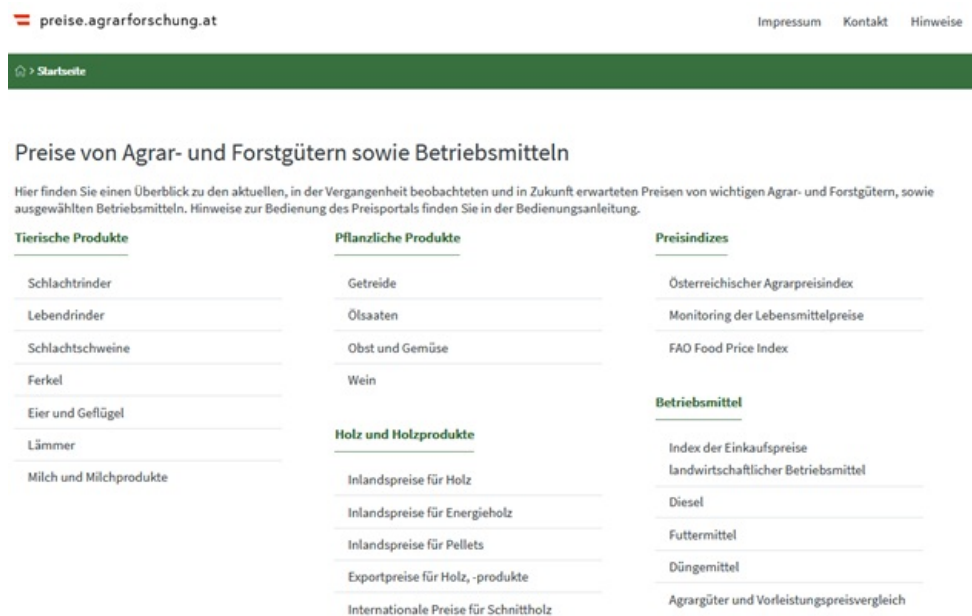 preise.agrarforschung.at
Impressum Kontakt Hinweise
> Startseite
Preise von Agrar- und Forstgütern sowie Betriebsmitteln
Hier finden Sie einen Überblick zu den aktuellen, in der Vergangenheit beobachteten und in Zukunft erwarteten Preisen von wichtigen Agrar- und Forstgütern, sowie
ausgewählten Betriebsmitteln. Hinweise zur Bedienung des Preisportals finden Sie in der Bedienungsanleitung.
Tierische Produkte
Schlachtrinder
Lebendrinder
Schlachtschweine
Ferkel
Eier und Geflügel
Lämmer
Milch und Milchprodukte
Pflanzliche Produkte
Getreide
Ölsaaten
Obst und Gemüse
Wein
Holz und Holzprodukte
Inlandspreise für Holz
Inlandspreise für Energieholz
Inlandspreise für Pellets
Exportpreise für Holz, -produkte
Internationale Preise für Schnittholz
Preisindizes
Österreichischer Agrarpreisindex
Monitoring der Lebensmittelpreise
FAO Food Price Index
Betriebsmittel
Index der Einkaufspreise
landwirtschaftlicher Betriebsmittel
Diesel
Futtermittel
Düngemittel
Agrargüter und Vorleistungspreisvergleich